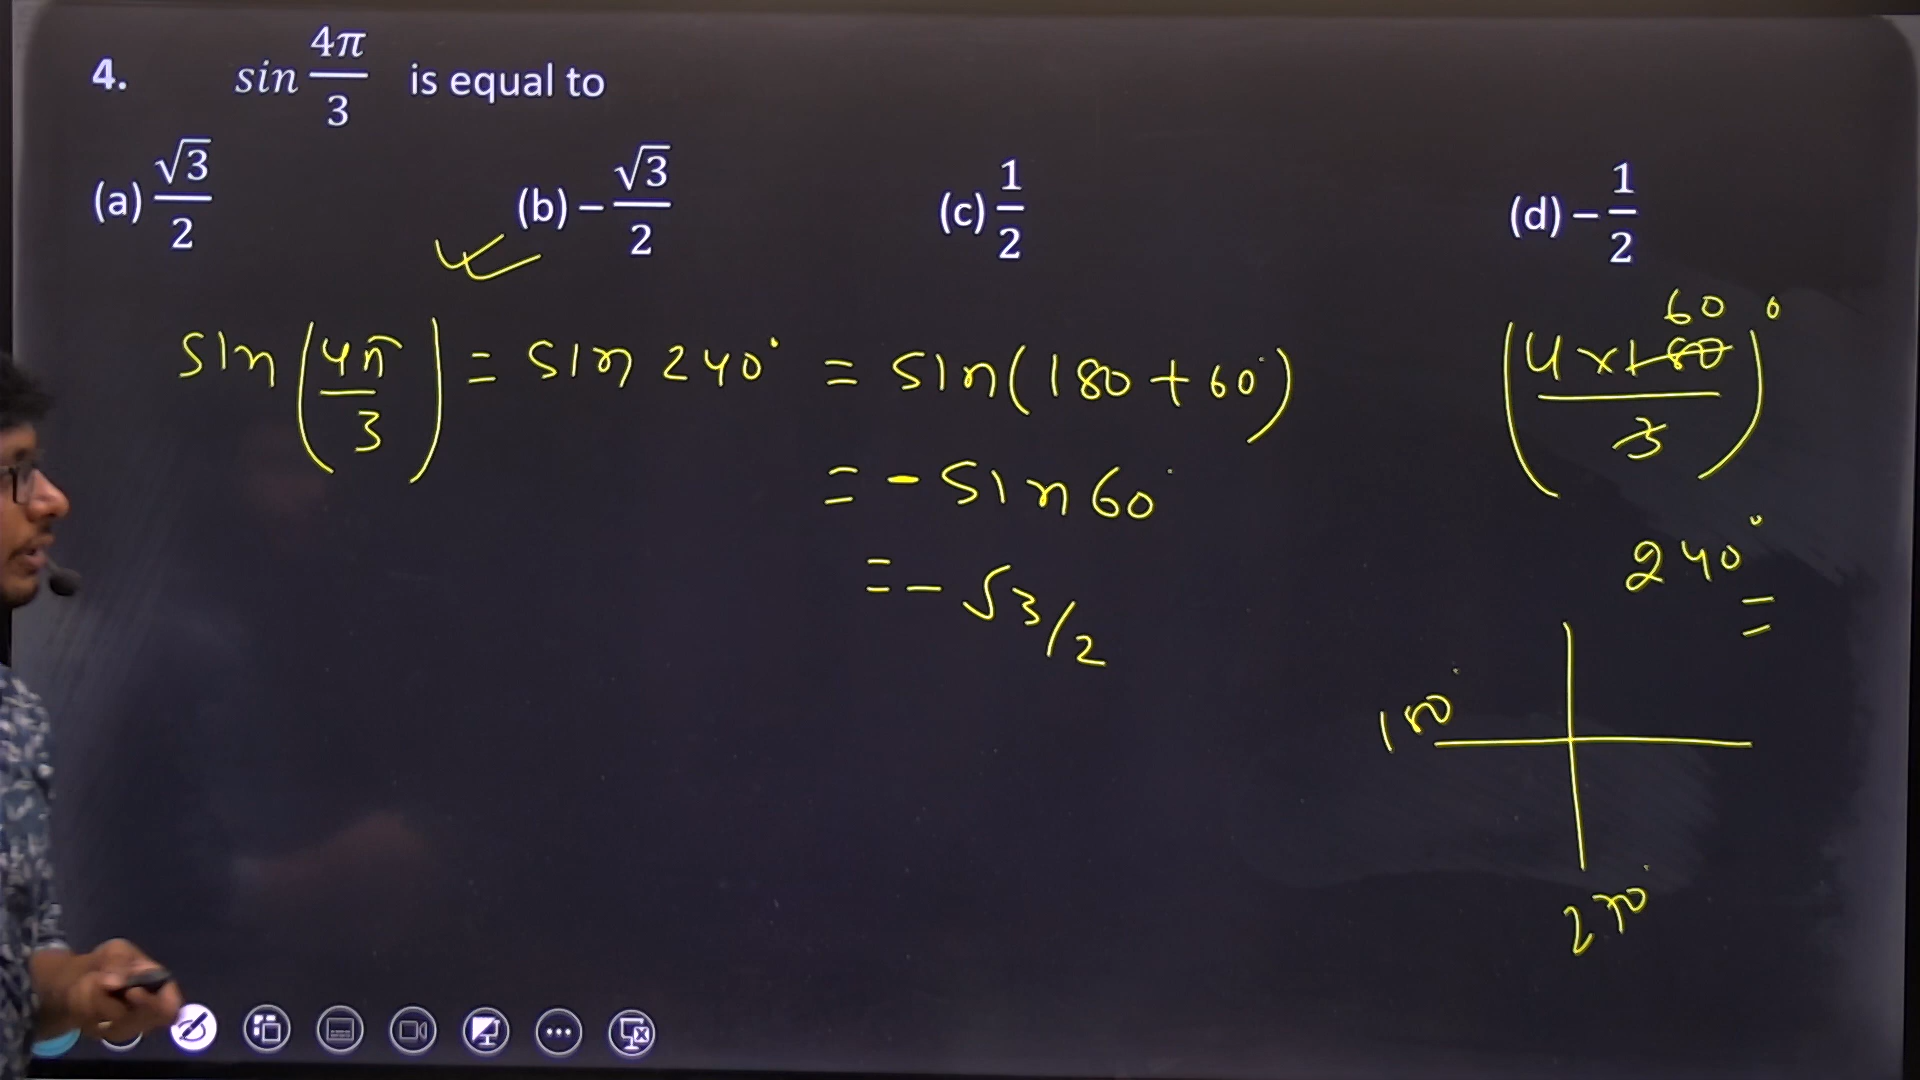 4. sin 4π/3 is equal to
(a) √3/2 (b) –√3/2 (c) 1/2 (d) –1/2
sin(4π/3) = sin 240° = sin(180 + 60°)
= - sin 60°
= - √3/2
(4 x 180/3)° 60
240°
=
180°
270°